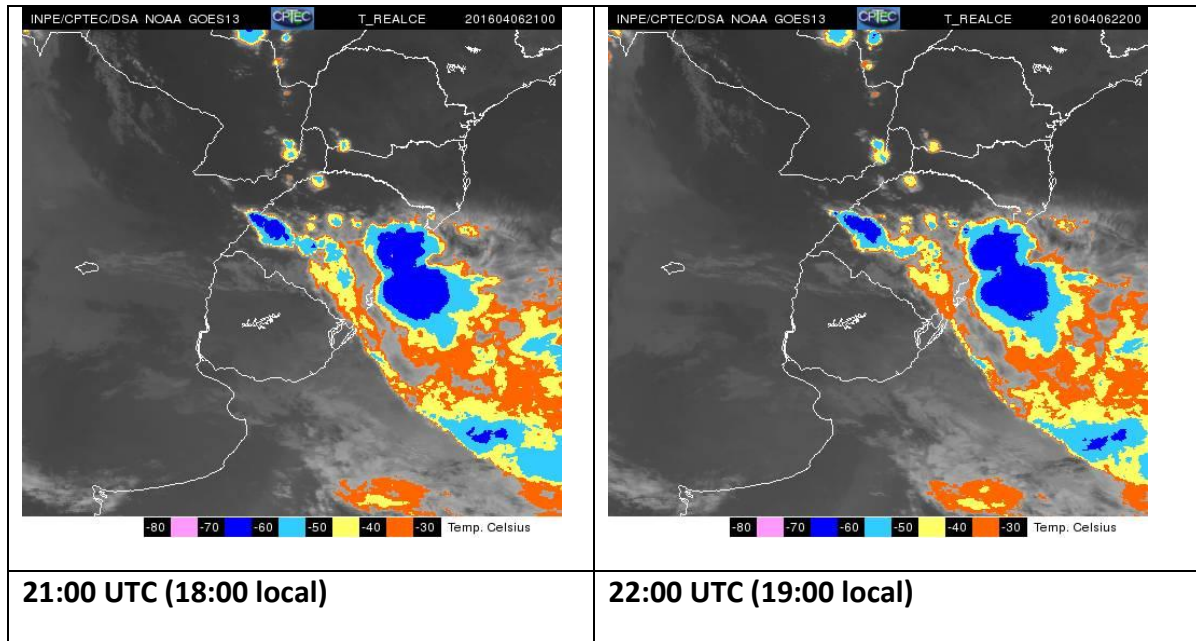 INPE/CPTEC/DSA NOAA GOES13 CPTEC T_REALCE 201604062100
-80 -70 -60 -50 -40 -30 Temp. Celsius
21:00 UTC (18:00 local)
INPE/CPTEC/DSA NOAA GOES13 CPTEC T_REALCE 201604062200
-80 -70 -60 -50 -40 -30 Temp. Celsius
22:00 UTC (19:00 local)